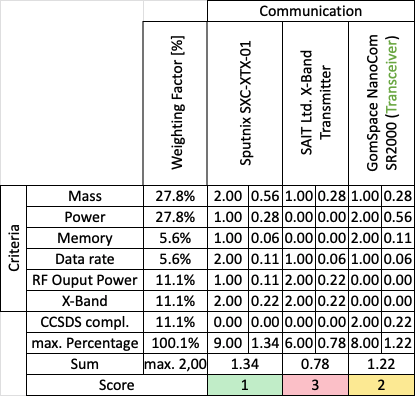 Communication
Weighting Factor [%]
Sputnix SXC-XTX-01
SAIT Ltd. X-Band
Transmitter
GomSpace NanoCom
SR2000 (Transceiver)
Criteria
Mass 27.8% 2.00 0.56 1.00 0.28 1.00 0.28
Power 27.8% 1.00 0.28 0.00 0.00 2.00 0.56
Memory 5.6% 1.00 0.06 0.00 0.00 2.00 0.11
Data rate 5.6% 2.00 0.11 1.00 0.06 1.00 0.06
RF Ouput Power 11.1% 1.00 0.11 2.00 0.22 0.00 0.00
X-Band 11.1% 2.00 0.22 2.00 0.22 0.00 0.00
CCSDS compl. 11.1% 0.00 0.00 0.00 0.00 2.00 0.22
max. Percentage 100.1% 9.00 1.34 6.00 0.78 8.00 1.22
Sum max. 2,00 1.34 0.78 1.22
Score 1 3 2